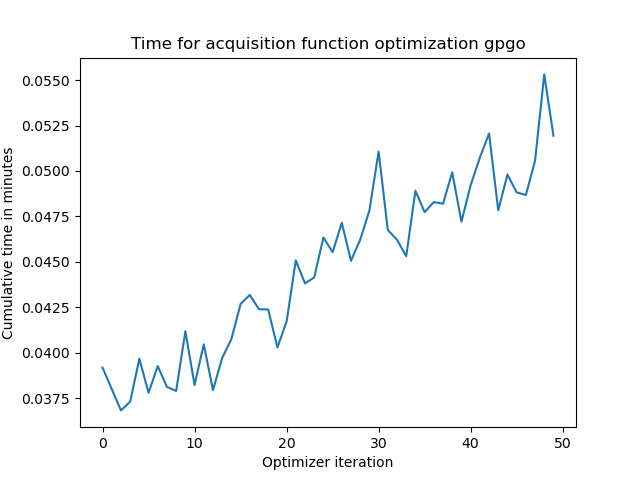 Time for acquisition function optimization gpgo
Cumulative time in minutes
0.0550
0.0525
0.0500
0.0475
0.0450
0.0425
0.0400
0.0375
0 10 20 30 40 50
Optimizer iteration